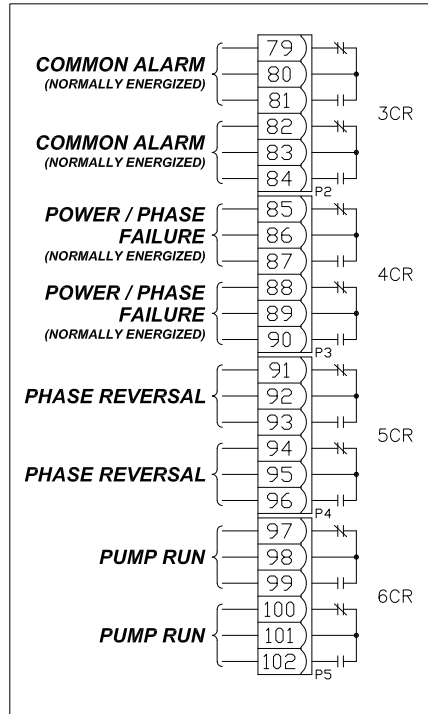 COMMON ALARM
(NORMALLY ENERGIZED)
79
80
81
3CR
COMMON ALARM
(NORMALLY ENERGIZED)
82
83
84
P2
POWER / PHASE
FAILURE
(NORMALLY ENERGIZED)
85
86
87
4CR
POWER / PHASE
FAILURE
(NORMALLY ENERGIZED)
88
89
90
P3
PHASE REVERSAL
91
92
93
5CR
PHASE REVERSAL
94
95
96
P4
PUMP RUN
97
98
99
6CR
PUMP RUN
100
101
102
P5